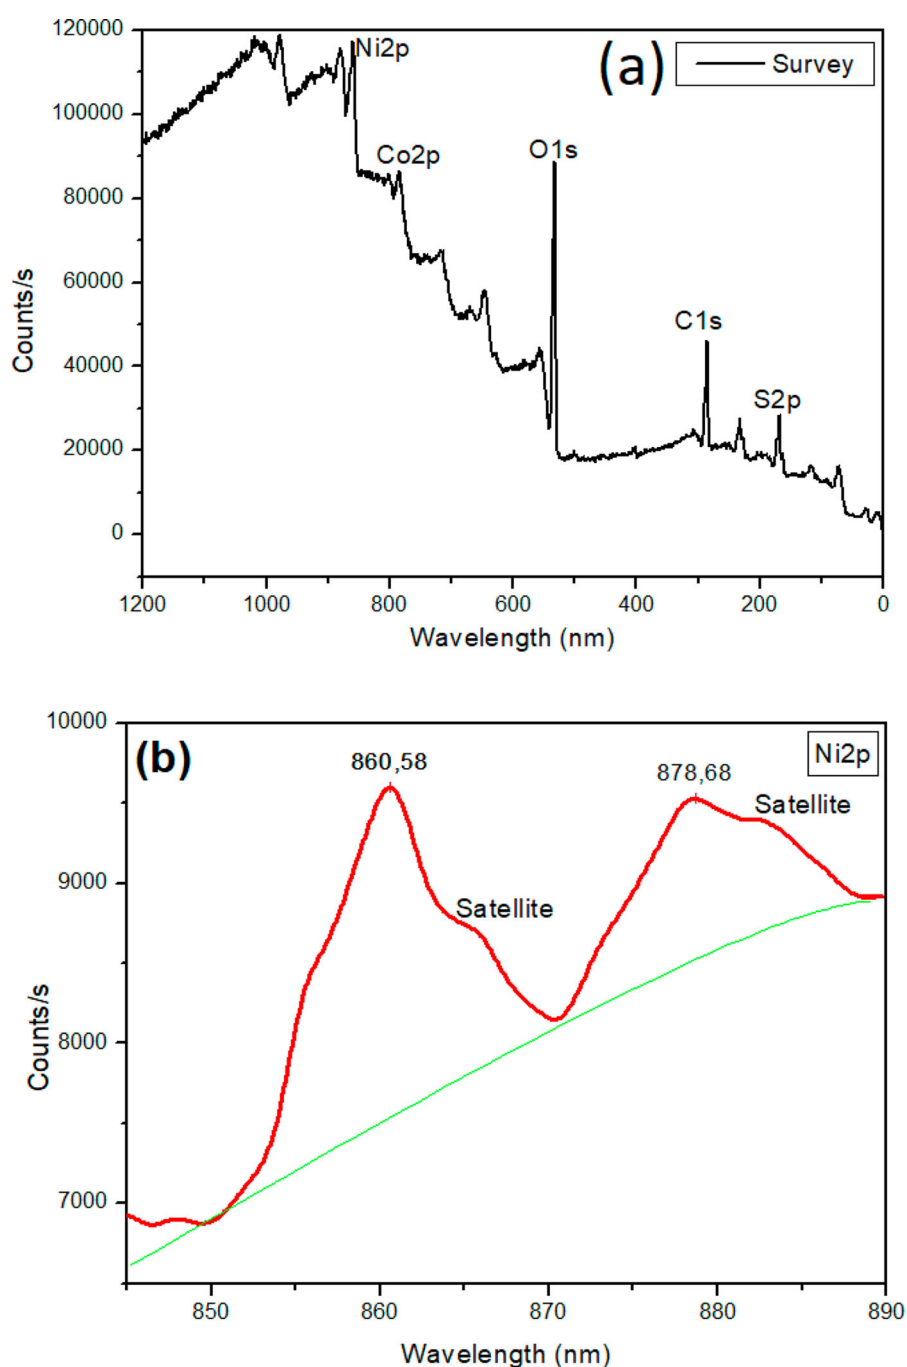 120000
100000
80000
60000
40000
20000
0
Counts/s
(a)
Survey
Ni2p
Co2p
O1s
C1s
S2p
1200 1000 800 600 400 200 0
Wavelength (nm)
10000
9000
8000
7000
Counts/s
(b)
860,58
878,68
Ni2p
Satellite
Satellite
850 860 870 880 890
Wavelength (nm)